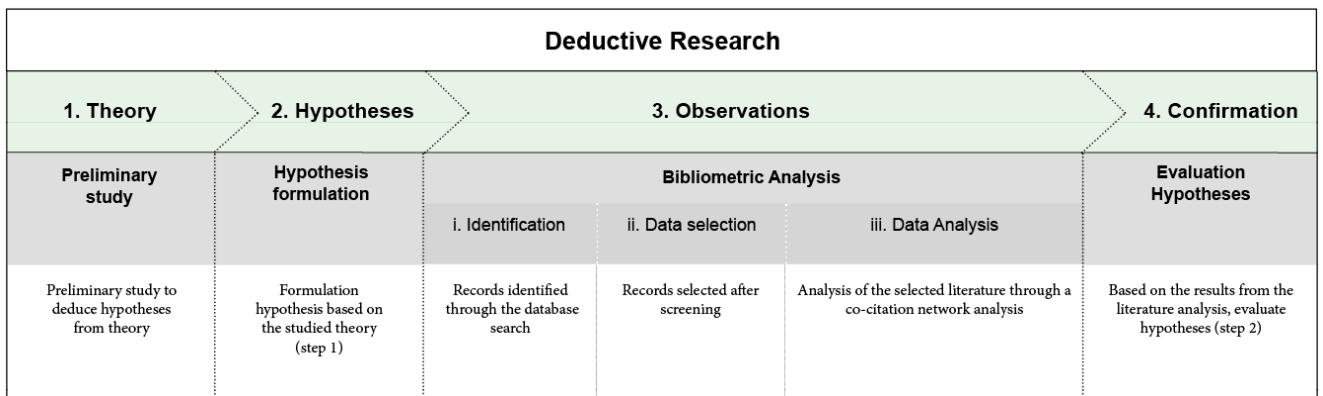 Deductive Research
1. Theory
2. Hypotheses
3. Observations
4. Confirmation
Preliminary
study
Hypothesis
formulation
Bibliometric Analysis
Evaluation
Hypotheses
i. Identification
ii. Data selection
iii. Data Analysis
Preliminary study to
deduce hypotheses
from theory
Formulation
hypothesis based on
the studied theory
(step 1)
Records identified
through the database
search
Records selected after
screening
Analysis of the selected literature through a
co-citation network analysis
Based on the results from the
literature analysis, evaluate
hypotheses (step 2)